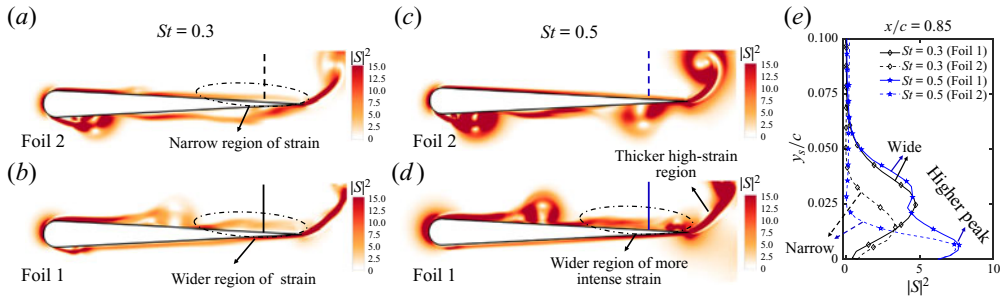 (a)
St = 0.3
|S|²
15.0
12.5
10.0
7.5
5.0
2.5
0
Foil 2
Narrow region of strain
(b)
|S|²
15.0
12.5
10.0
7.5
5.0
2.5
0
Foil 1
Wider region of strain
(c)
St = 0.5
|S|²
15.0
12.5
10.0
7.5
5.0
2.5
0
Foil 2
Thicker high-strain
region
(d)
|S|²
15.0
12.5
10.0
7.5
5.0
2.5
0
Foil 1
Wider region of more
intense strain
(e)
x/c = 0.85
0.100
0.075
0.050
0.025
0
y_s/c
St = 0.3 (Foil 1)
St = 0.3 (Foil 2)
St = 0.5 (Foil 1)
St = 0.5 (Foil 2)
Wide
Higher peak
Narrow
0 5 10
|S|²